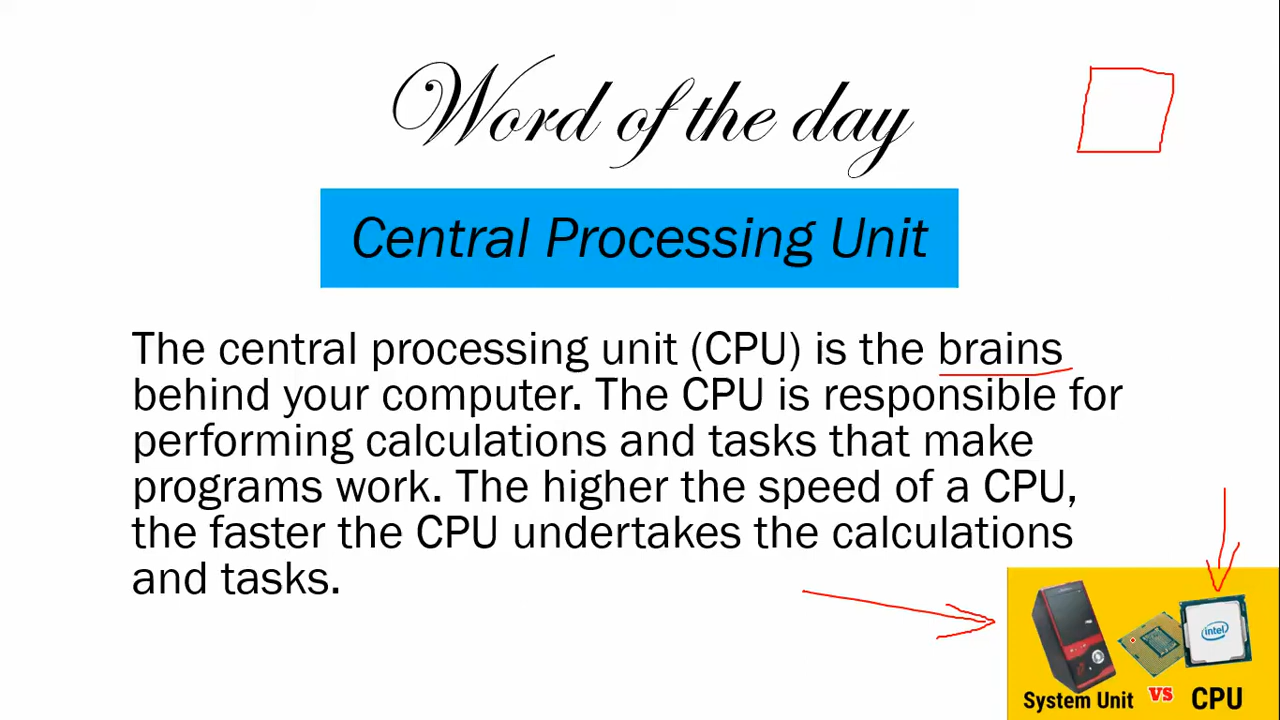 Word of the day
Central Processing Unit
The central processing unit (CPU) is the brains
behind your computer. The CPU is responsible for
performing calculations and tasks that make
programs work. The higher the speed of a CPU,
the faster the CPU undertakes the calculations
and tasks.
intel
System Unit VS CPU